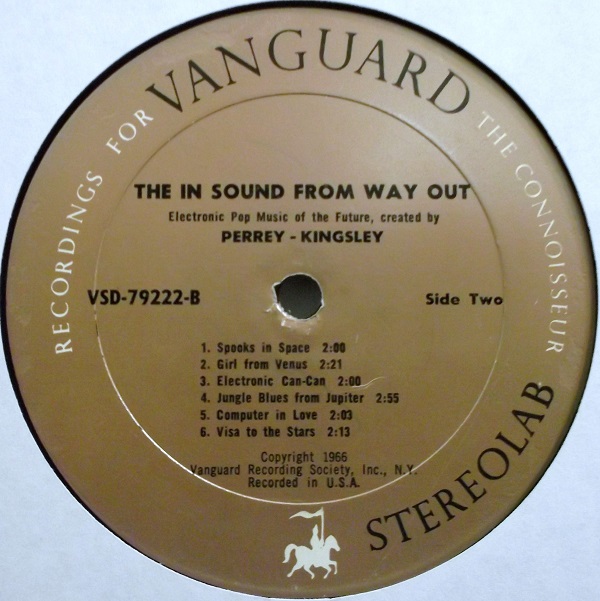 RECORDINGS FOR VANGUARD THE CONNOISSEUR
THE IN SOUND FROM WAY OUT
Electronic Pop Music of the Future, created by
PERREY - KINGSLEY
VSD-79222-B
Side Two
1. Spooks in Space 2:00
2. Girl from Venus 2:21
3. Electronic Can-Can 2:00
4. Jungle Blues from Jupiter 2:55
5. Computer in Love 2:03
6. Visa to the Stars 2:13
Copyright 1966
Vanguard Recording Society, Inc., N.Y.
Recorded in U.S.A.
STEREOLAB